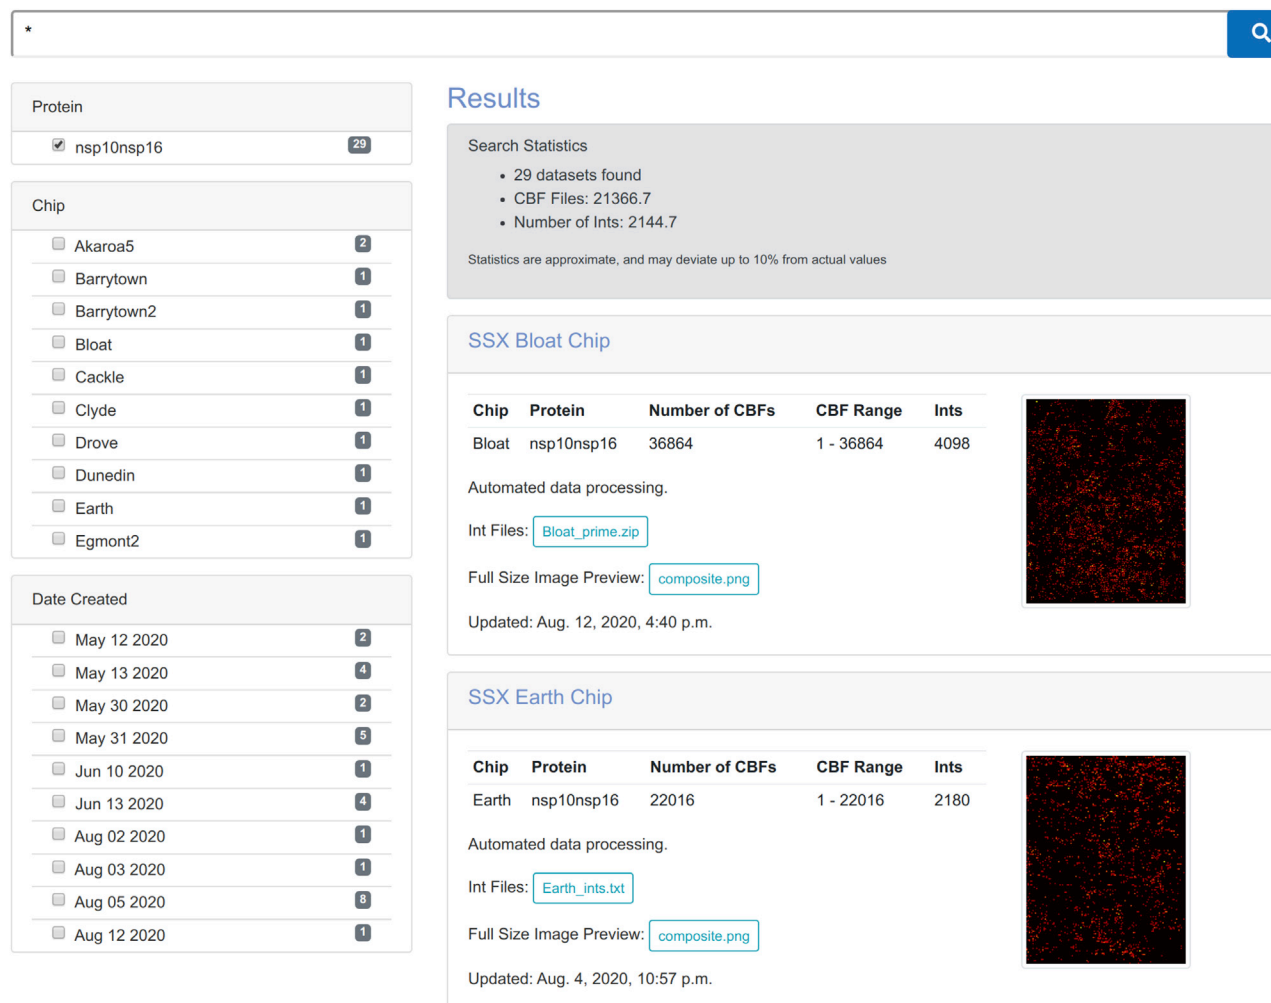 *
Protein
nsp10nsp16 29
Chip
Akaroa5 2
Barrytown 1
Barrytown2 1
Bloat 1
Cackle 1
Clyde 1
Drove 1
Dunedin 1
Earth 1
Egmont2 1
Date Created
May 12 2020 2
May 13 2020 4
May 30 2020 2
May 31 2020 5
Jun 10 2020 1
Jun 13 2020 4
Aug 02 2020 1
Aug 03 2020 1
Aug 05 2020 8
Aug 12 2020 1
Results
Search Statistics
• 29 datasets found
• CBF Files: 21366.7
• Number of Ints: 2144.7
Statistics are approximate, and may deviate up to 10% from actual values
SSX Bloat Chip
Chip Protein Number of CBFs CBF Range Ints
Bloat nsp10nsp16 36864 1 - 36864 4098
Automated data processing.
Int Files: Bloat_prime.zip
Full Size Image Preview: composite.png
Updated: Aug. 12, 2020, 4:40 p.m.
SSX Earth Chip
Chip Protein Number of CBFs CBF Range Ints
Earth nsp10nsp16 22016 1 - 22016 2180
Automated data processing.
Int Files: Earth_ints.txt
Full Size Image Preview: composite.png
Updated: Aug. 4, 2020, 10:57 p.m.